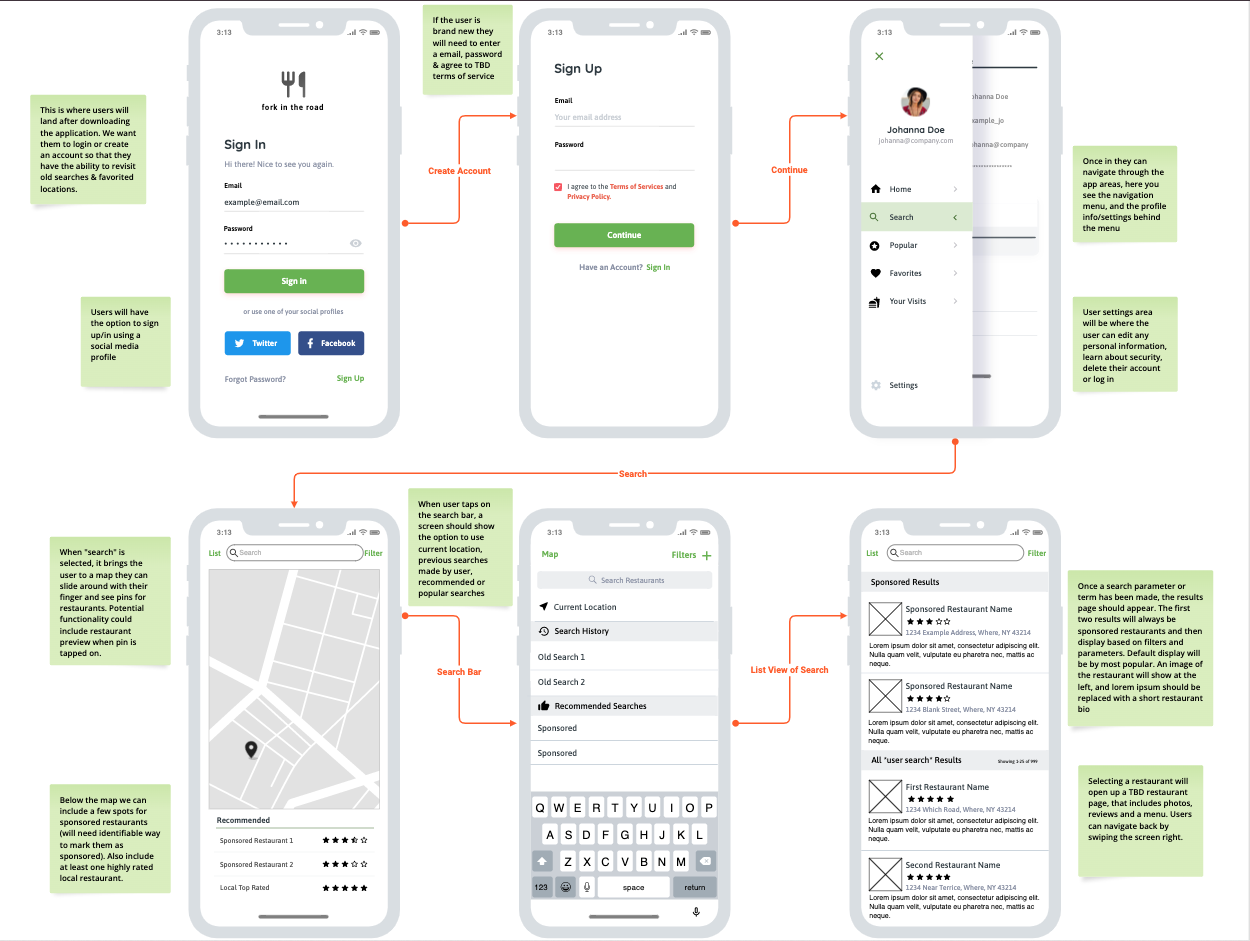 This is where users will
land after downloading
the application. We want
them to login or create
an account so that they
have the ability to revisit
old searches & favorited
locations.
Users will have
the option to sign
up/in using a
social media
profile
3:13
fork in the road
Sign In
Hi there! Nice to see you again.
Email
example@email.com
Password
Sign in
or use one of your social profiles
Twitter
Facebook
Forgot Password?
Sign Up
If the user is
brand new they
will need to enter
a email, password
& agree to TBD
terms of service
Create Account
3:13
Sign Up
Email
Your email address
Password
I agree to the Terms of Services and
Privacy Policy.
Continue
Have an Account? Sign In
Continue
3:13
Johanna Doe
johanna@company.com
Home
Search
Popular
Favorites
Your Visits
Settings
ohanna Doe
xample_jo
hanna@company
Once in they can
navigate through the
app areas, here you
see the navigation
menu, and the profile
info/settings behind
the menu
User settings area
will be where the
user can edit any
personal information,
learn about security,
delete their account
or log in
Search
When "search" is
selected, it brings the
user to a map they can
slide around with their
finger and see pins for
restaurants. Potential
functionality could
include restaurant
preview when pin is
tapped on.
Below the map we can
include a few spots for
sponsored restaurants
(will need identifiable way
to mark them as
sponsored). Also include
at least one highly rated
local restaurant.
3:13
List
Search
Filter
Recommended
Sponsored Restaurant 1
Sponsored Restaurant 2
Local Top Rated
When user taps on
the search bar, a
screen should show
the option to use
current location,
previous searches
made by user,
recommended or
popular searches
Search Bar
3:13
Map
Filters
Search Restaurants
Current Location
Search History
Old Search 1
Old Search 2
Recommended Searches
Sponsored
Sponsored
Q W E R T Y U I O P
A S D F G H J K L
Z X C V B N M
123 space return
List View of Search
3:13
List
Search
Filter
Sponsored Results
Sponsored Restaurant Name
1234 Example Address, Where, NY 43214
Lorem ipsum dolor sit amet, consectetur adipiscing elit.
Nulla quam velit, vulputate eu pharetra nec, mattis ac
neque.
Sponsored Restaurant Name
1234 Blank Street, Where, NY 43214
Lorem ipsum dolor sit amet, consectetur adipiscing elit.
Nulla quam velit, vulputate eu pharetra nec, mattis ac
neque.
All "user search" Results
Showing 1-25 of 999
First Restaurant Name
1234 Which Road, Where, NY 43214
Lorem ipsum dolor sit amet, consectetur adipiscing elit.
Nulla quam velit, vulputate eu pharetra nec, mattis ac
neque.
Second Restaurant Name
1234 Near Terrice, Where, NY 43214
Lorem ipsum dolor sit amet, consectetur adipiscing elit.
Nulla quam velit, vulputate eu pharetra nec, mattis ac
neque.
Once a search parameter or
term has been made, the results
page should appear. The first
two results will always be
sponsored restaurants and then
display based on filters and
parameters. Default display will
be by most popular. An image of
the restaurant will show at the
left, and lorem ipsum should be
replaced with a short restaurant
bio
Selecting a restaurant will
open up a TBD restaurant
page, that includes photos,
reviews and a menu. Users
can navigate back by
swiping the screen right.